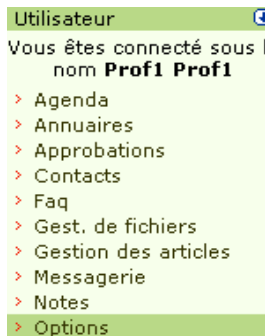 Utilisateur
Vous êtes connecté sous
nom Prof1 Prof1
> Agenda
> Annuaires
> Approbations
> Contacts
> Faq
> Gest. de fichiers
> Gestion des articles
> Messagerie
> Notes
> Options